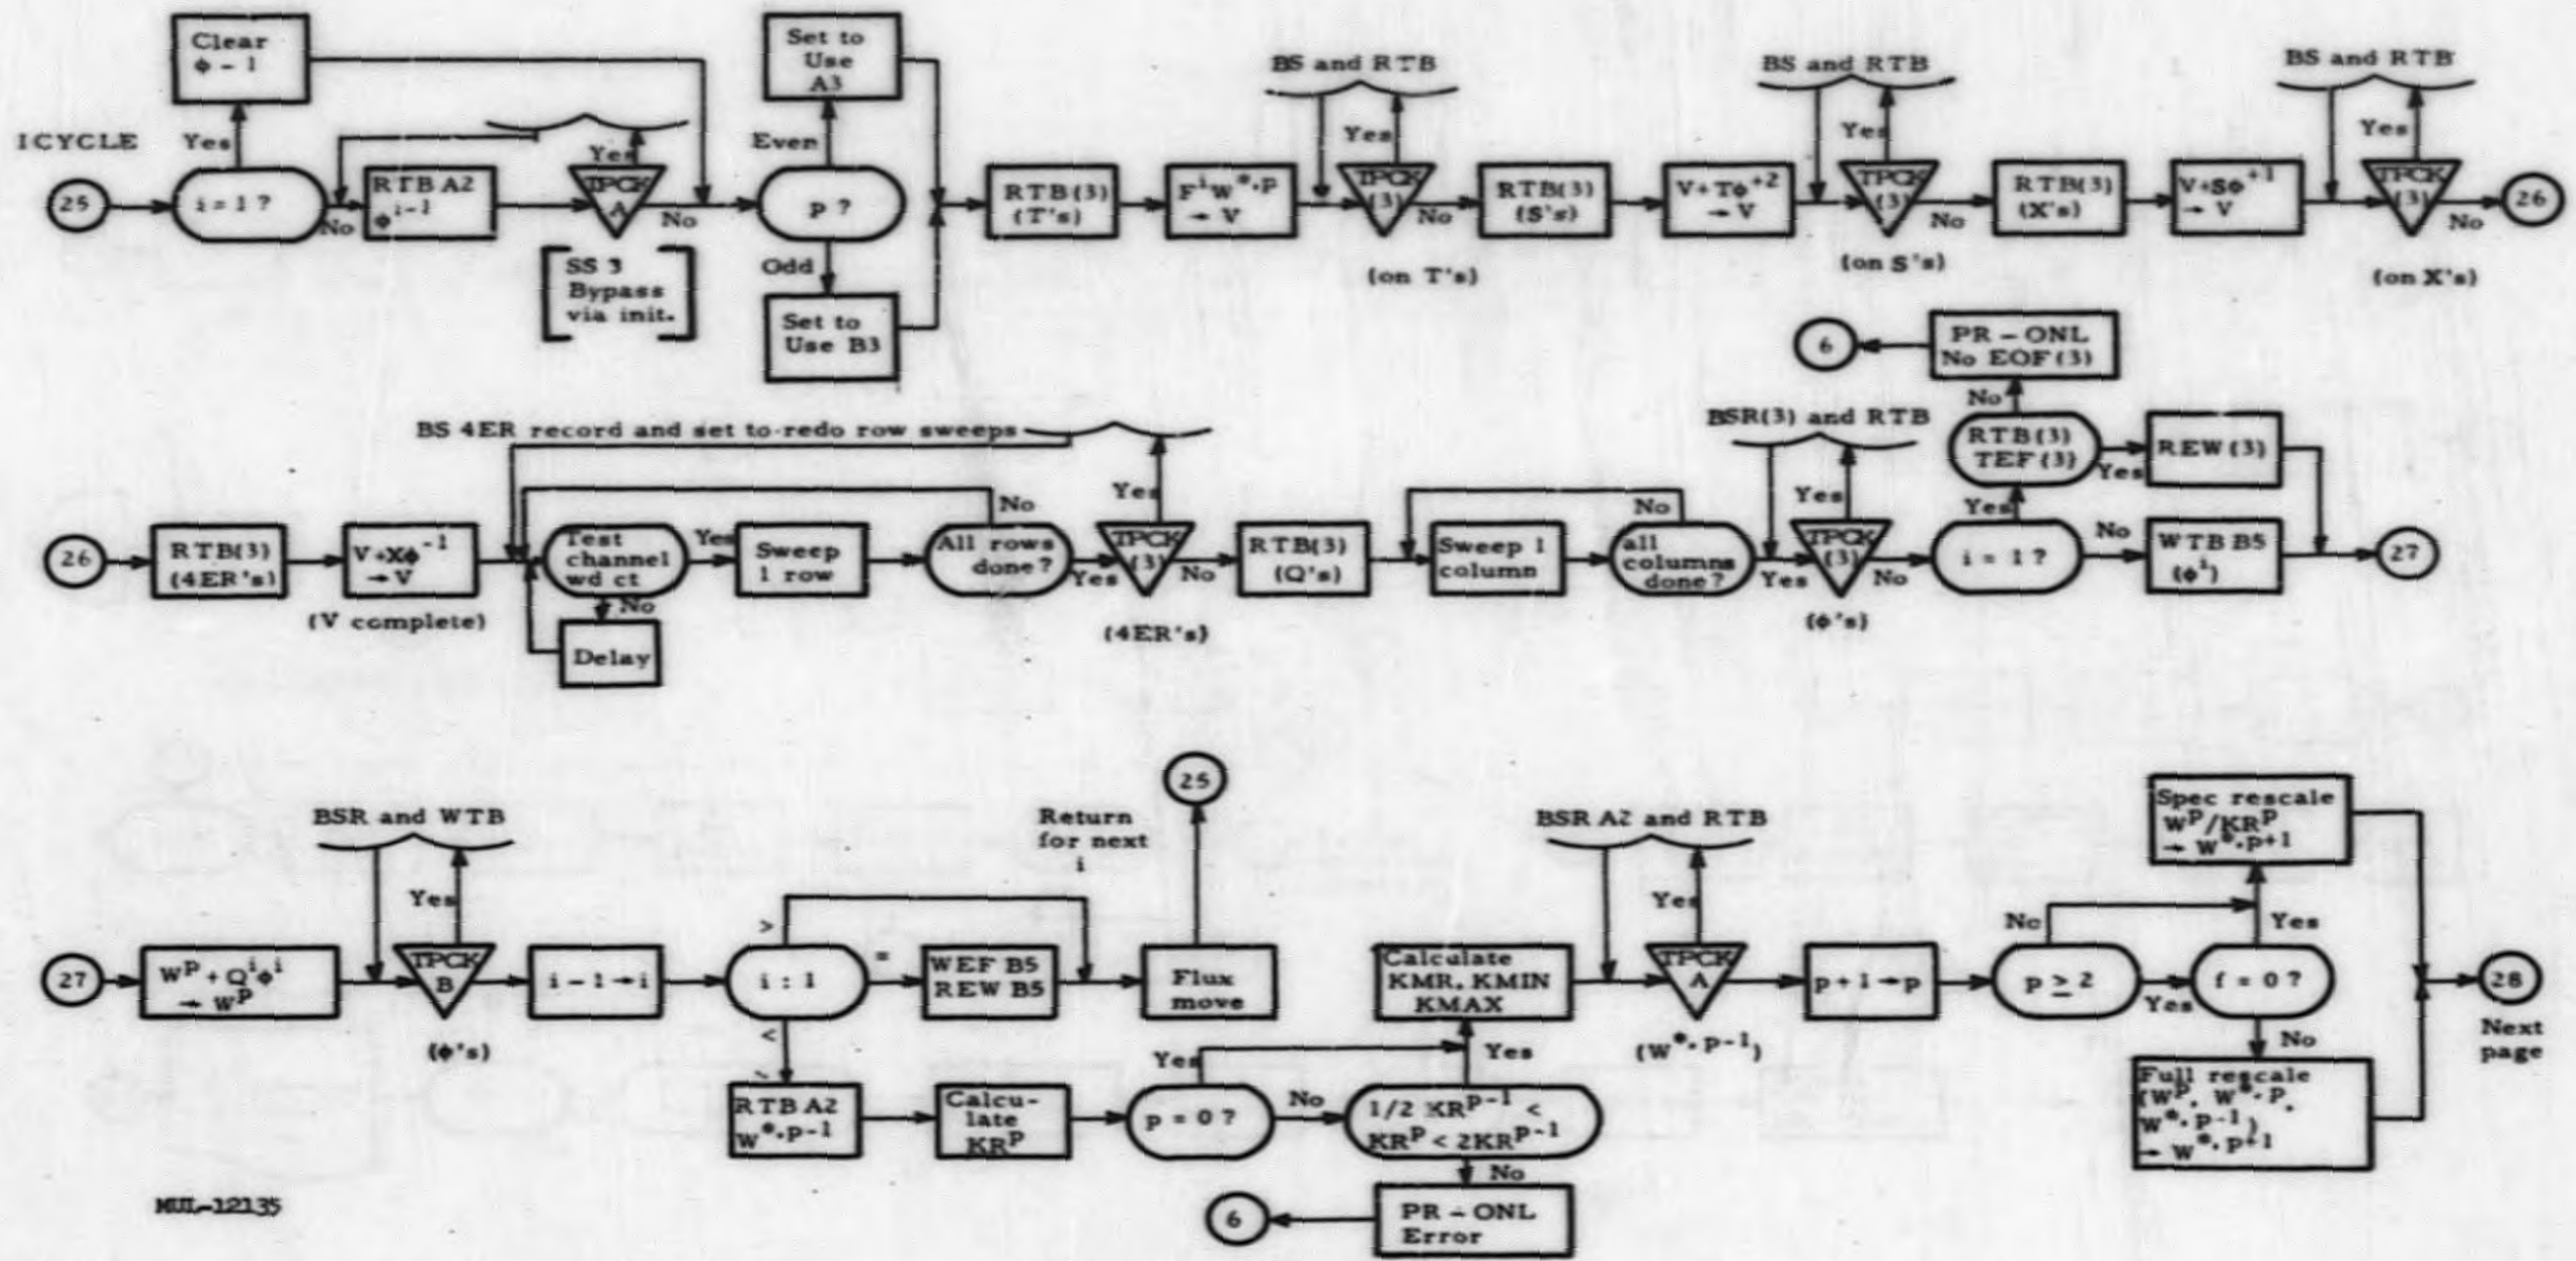 Clear
ϕ - 1
Set to
Use
A3
BS and RTB
BS and RTB
BS and RTB
ICYCLE
Yes
Yes
Even
Yes
Yes
Yes
25
i = 1 ?
No
RTB A2
ϕ^i-1
TPCK
A
No
p ?
RTB(3)
(T's)
F^i W^*,p
→ V
TPCK
(3)
No
RTB(3)
(S's)
V+Tϕ^+2
→ V
TPCK
(3)
No
RTB(3)
(X's)
V+Sϕ^+1
→ V
TPCK
(3)
No
26
SS 3
Bypass
via init.
Odd
(on T's)
(on S's)
(on X's)
Set to
Use B3
6
PR - ONL
No EOF(3)
No
BS 4ER record and set to redo row sweeps
BSR(3) and RTB
RTB(3)
TEF(3)
Yes
REW (3)
No
Yes
No
Yes
Yes
26
RTB(3)
(4ER's)
V+Xϕ^-1
→ V
Test
channel
wd ct
Yes
Sweep
1 row
All rows
done?
Yes
TPCK
(3)
No
RTB(3)
(Q's)
Sweep 1
column
all
columns
done?
Yes
TPCK
(3)
No
i = 1 ?
No
WTB B5
(ϕ^i)
27
(V complete)
No
Delay
(4ER's)
(ϕ's)
25
BSR and WTB
Return
for next
i
BSR A2 and RTB
Spec rescale
W^P/KR^P
→ W^*,p+1
Yes
>
Yes
No
Yes
27
W^P + Q^i ϕ^i
→ W^P
TPCK
B
i - 1 → i
i : 1
=
WEF B5
REW B5
Flux
move
Calculate
KMR, KMIN
KMAX
TPCK
A
p + 1 → p
p ≥ 2
Yes
f = 0 ?
28
(ϕ's)
<
Yes
Yes
(W^*,p-1)
No
Next
page
RTB A2
W^*,p-1
Calcu-
late
KR^P
p = 0 ?
No
1/2 KR^P-1 <
KR^P < 2KR^P-1
Full rescale
(W^P, W^*,P,
W^*,p-1)
→ W^*,p+1
No
MUL-12135
6
PR - ONL
Error